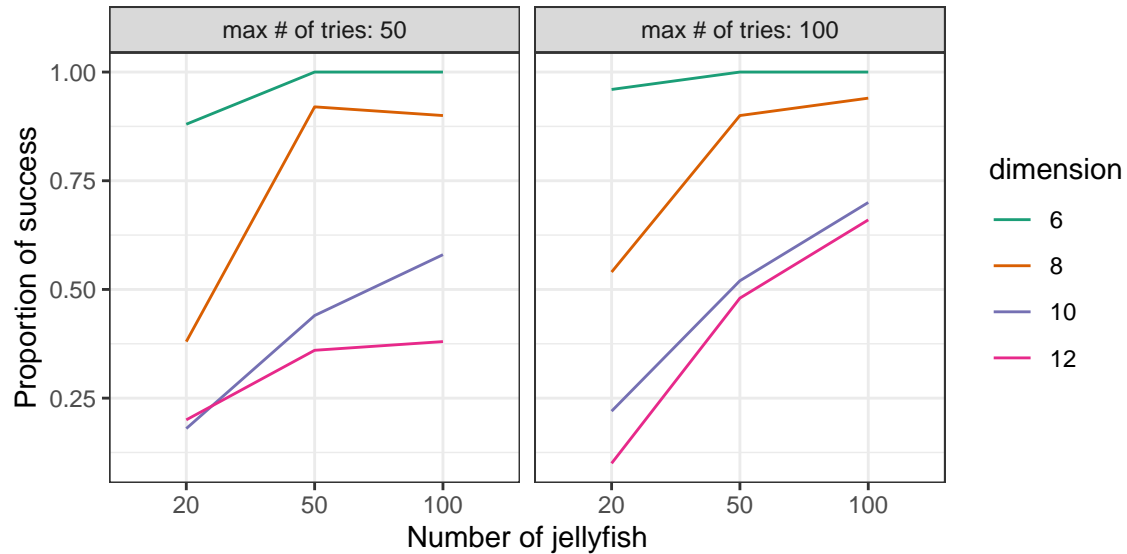 max # of tries: 50
max # of tries: 100
Proportion of success
1.00
0.75
0.50
0.25
20
50
100
20
50
100
Number of jellyfish
dimension
6
8
10
12